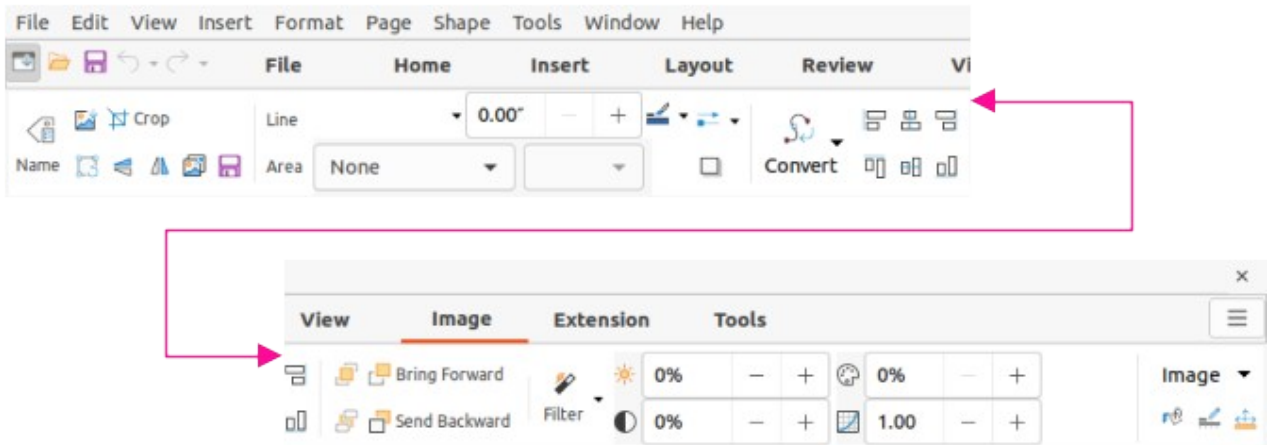 File Edit View Insert Format Page Shape Tools Window Help
File Home Insert Layout Review Vi
Crop Line 0.00″
Name Area None Convert
View Image Extension Tools
Bring Forward 0% 0% Image
Send Backward Filter 0% 1.00